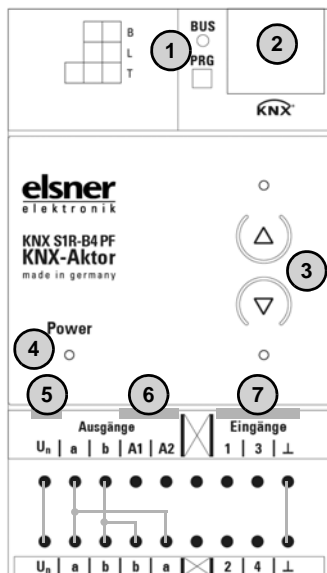 B
BUS
1
2
L
T
PRG
KNX
elsner
elektronik
KNX S1R-B4 PF
KNX-Aktor
made in germany
3
Power
4
5
6
7
Ausgänge
Eingänge
Un | a | b | A1 | A2
1 | 3 | ⊥
Un | a | b | b | a
2 | 4 | ⊥